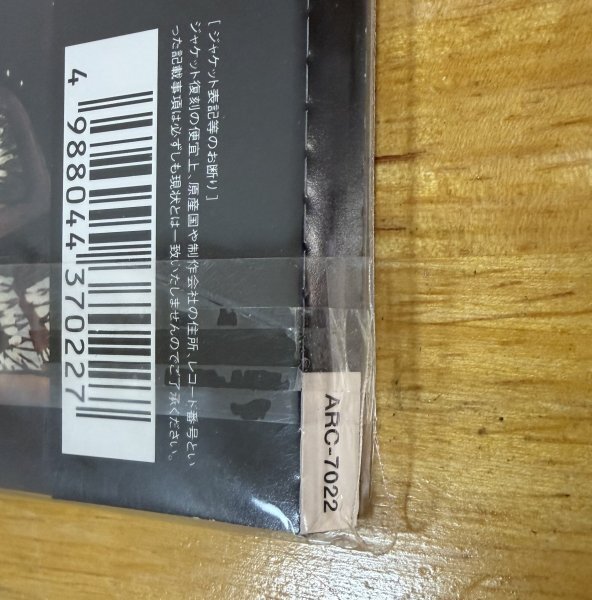 [ジャケット表記等のお断り]
ジャケット復刻の便宜上、原産国や制作会社の住所、レコード番号とい
った記載事項は必ずしも現状とは一致いたしませんのでご了承ください。
4 988044 370227
ARC-7022